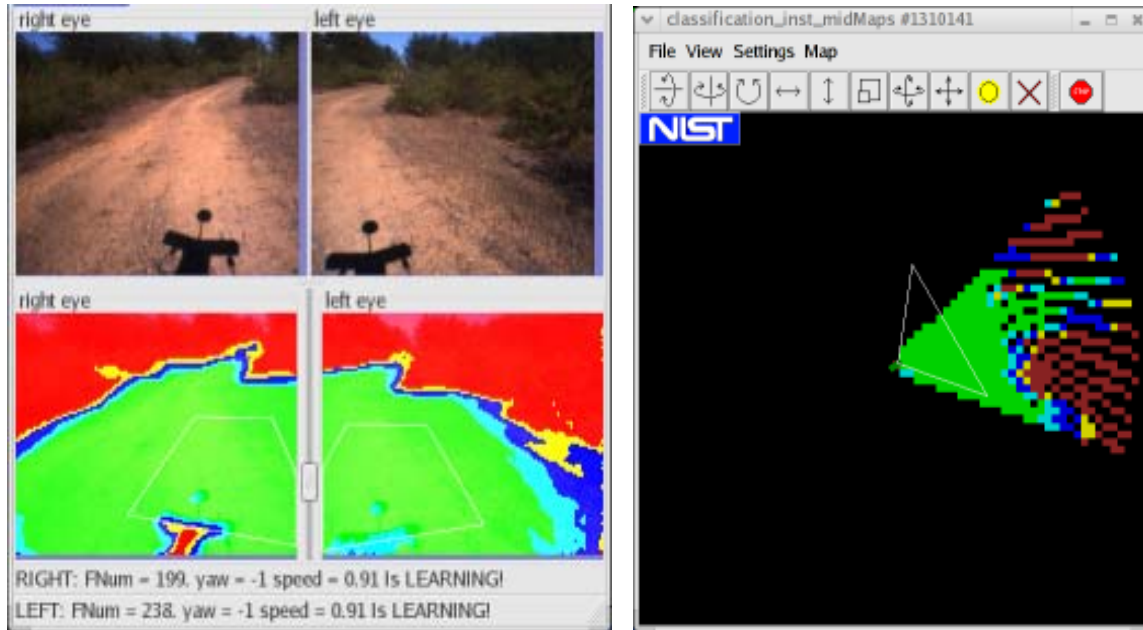 right eye
left eye
right eye
left eye
RIGHT: FNum = 199. yaw = -1 speed = 0.91 Is LEARNING!
LEFT: FNum = 238. yaw = -1 speed = 0.91 Is LEARNING!
classification_inst_midMaps #1310141
File View Settings Map
NIST